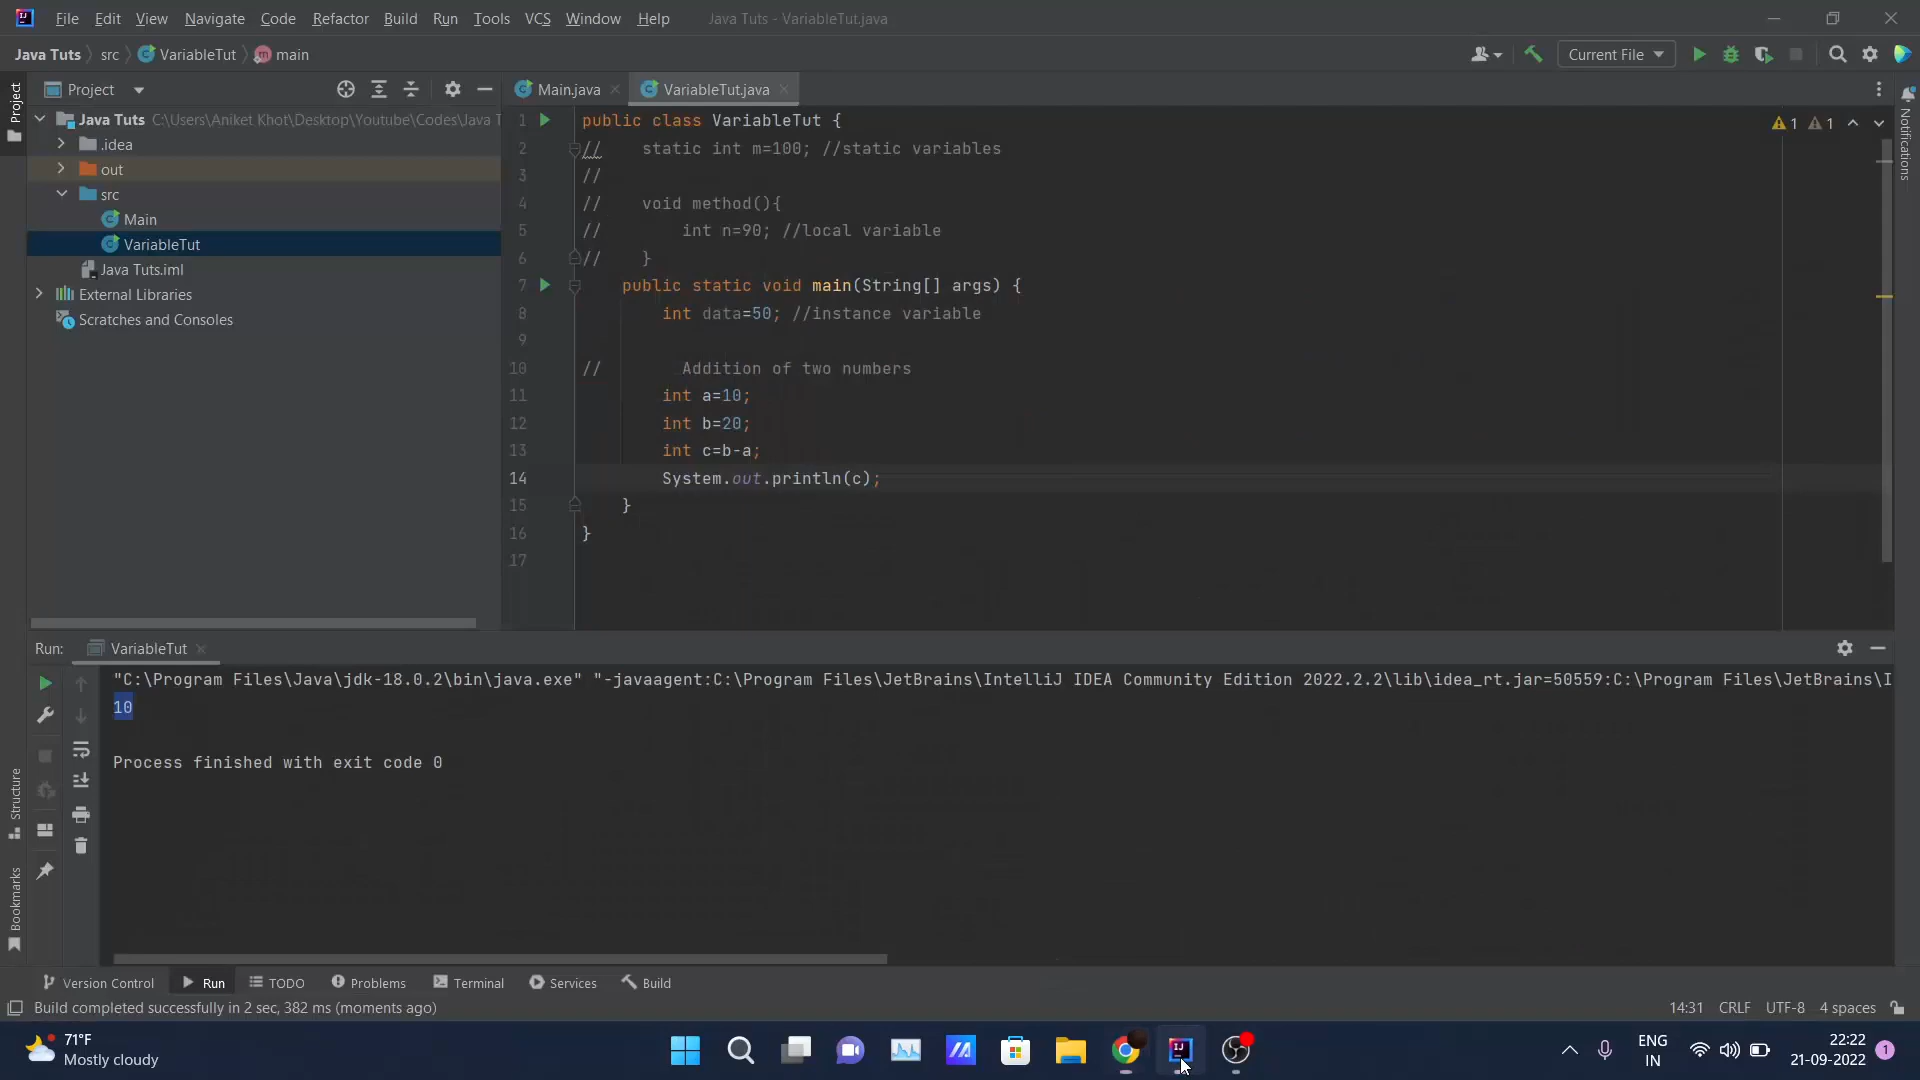 File Edit View Navigate Code Refactor Build Run Tools VCS Window Help Java Tuts - VariableTut.java
Java Tuts src VariableTut main Current File
Project
Main.java VariableTut.java
Project
Notifications
Java Tuts C:\Users\Aniket Khot\Desktop\Youtube\Codes\Java T
.idea
out
src
Main
VariableTut
Java Tuts.iml
External Libraries
Scratches and Consoles
1 public class VariableTut {
2 // static int m=100; //static variables
3 //
4 // void method(){
5 // int n=90; //local variable
6 // }
7 public static void main(String[] args) {
8 int data=50; //instance variable
9
10 // Addition of two numbers
11 int a=10;
12 int b=20;
13 int c=b-a;
14 System.out.println(c);
15 }
16 }
17
1 1
Run: VariableTut
"C:\Program Files\Java\jdk-18.0.2\bin\java.exe" "-javaagent:C:\Program Files\JetBrains\IntelliJ IDEA Community Edition 2022.2.2\lib\idea_rt.jar=50559:C:\Program Files\JetBrains\I
10
Process finished with exit code 0
Structure
Bookmarks
Version Control Run TODO Problems Terminal Services Build
Build completed successfully in 2 sec, 382 ms (moments ago) 14:31 CRLF UTF-8 4 spaces
71°F
Mostly cloudy
ENG
IN
22:22
21-09-2022
1